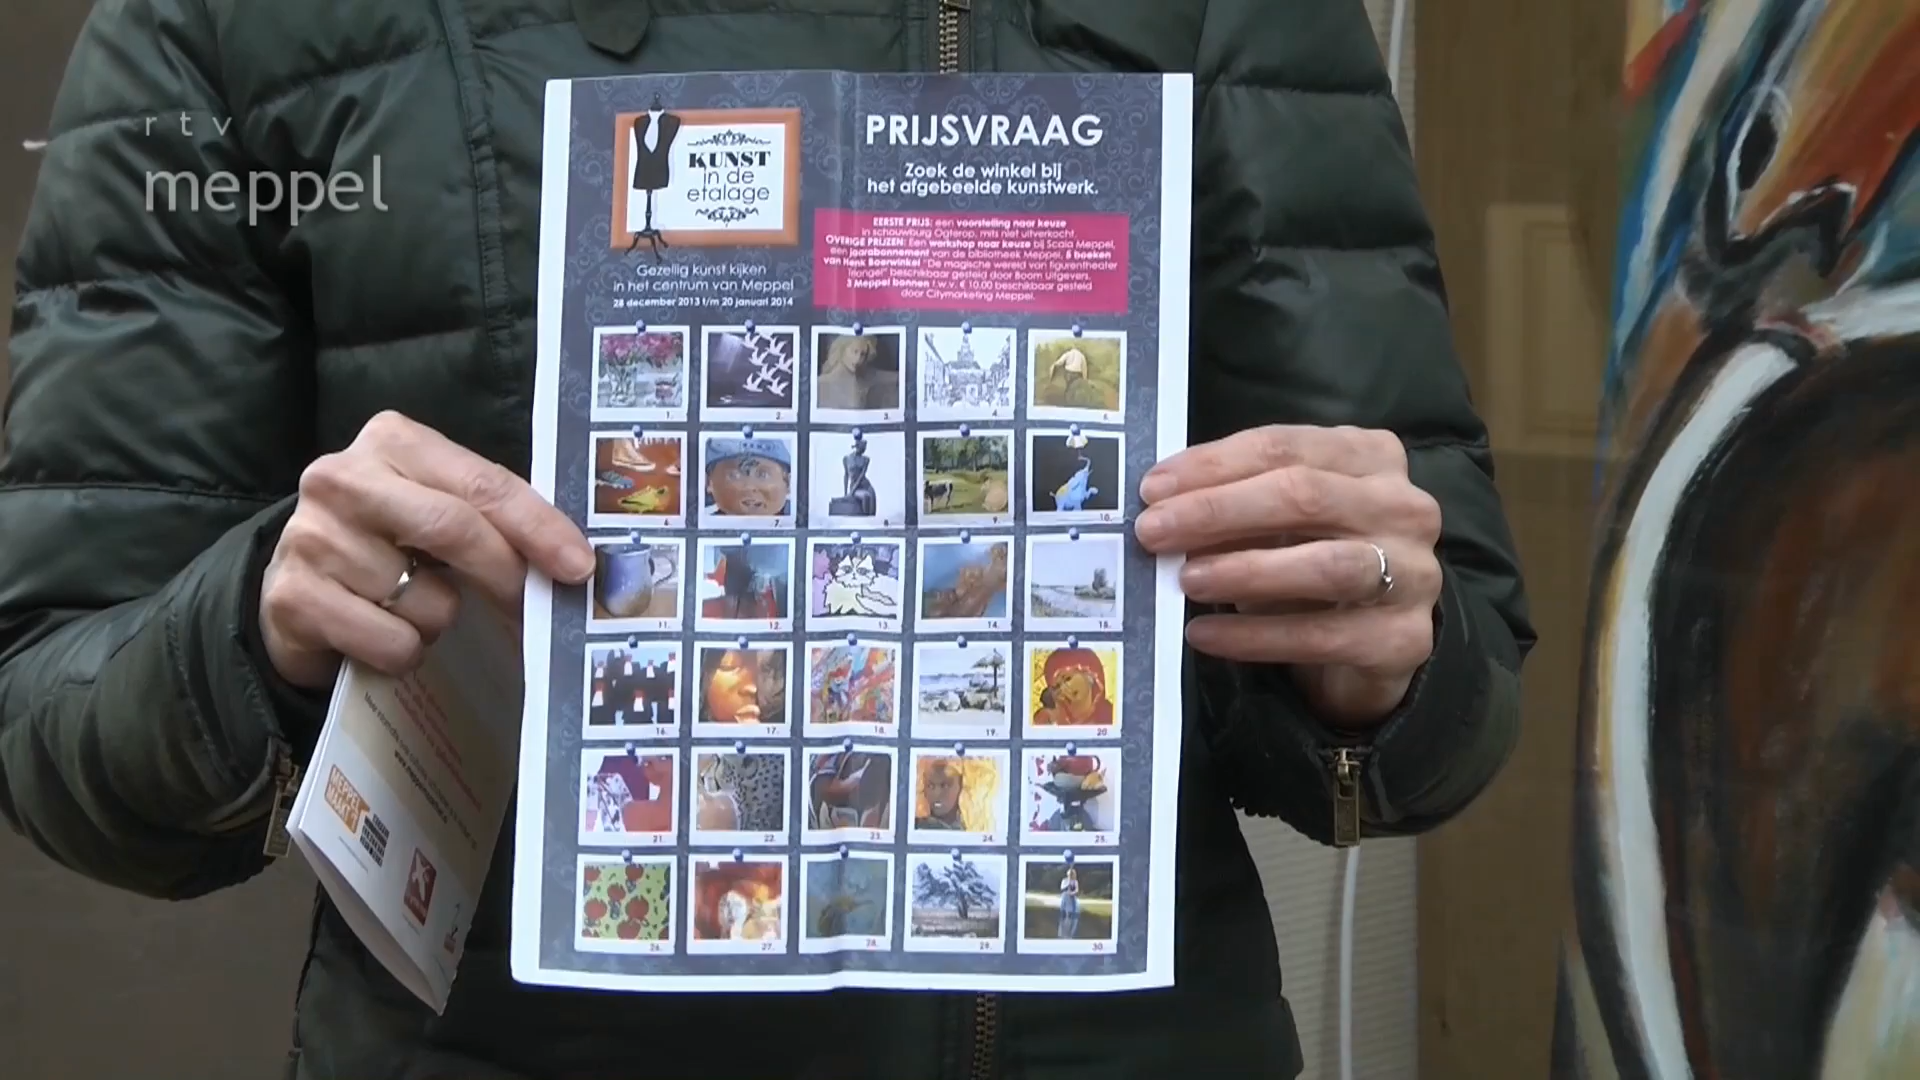 rtv
meppel
KUNST
in de
etalage
Gezellig kunst kijken
in het centrum van Meppel
28 december 2013 t/m 20 januari 2014
PRIJSVRAAG
Zoek de winkel bij
het afgebeelde kunstwerk.
EERSTE PRIJS: een voorstelling naar keuze
in schouwburg Ogterop, mits niet uitverkocht.
OVERIGE PRIJZEN: Een workshop naar keuze bij Scala Meppel,
een jaarabonnement van de bibliotheek Meppel, 5 boeken
van Henk Boerwinkel "De magische wereld van figurentheater
Triangel" beschikbaar gesteld door Boom Uitgevers,
3 Meppel bonnen t.w.v. € 10,00 beschikbaar gesteld
door Citymarketing Meppel.
1. 2. 3. 4. 5.
6. 7. 8. 9. 10.
11. 12. 13. 14. 15.
16. 17. 18. 19. 20.
21. 22. 23. 24. 25.
26. 27. 28. 29. 30.
MEPPEL
MAAKT 'T